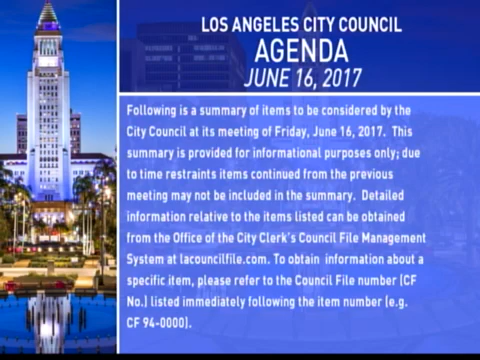 LOS ANGELES CITY COUNCIL
AGENDA
JUNE 16, 2017
Following is a summary of items to be considered by the
City Council at its meeting of Friday, June 16, 2017. This
summary is provided for informational purposes only; due
to time restraints items continued from the previous
meeting may not be included in the summary. Detailed
information relative to the items listed can be obtained
from the Office of the City Clerk's Council File Management
System at lacouncilfile.com. To obtain information about a
specific item, please refer to the Council File number (CF
No.) listed immediately following the item number (e.g.
CF 94-0000).